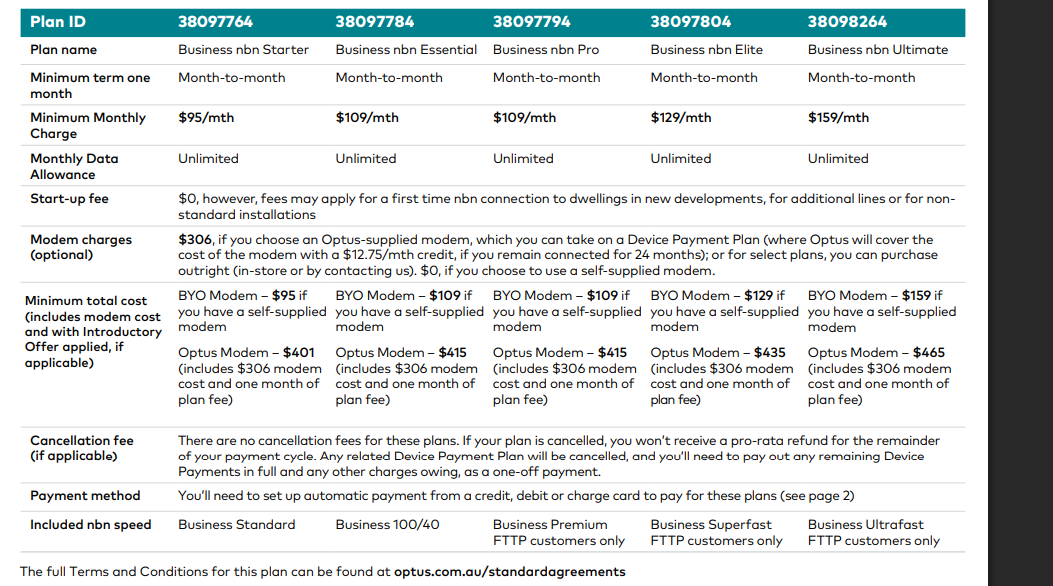 Plan ID 38097764 38097784 38097794 38097804 38098264
Plan name Business nbn Starter Business nbn Essential Business nbn Pro Business nbn Elite Business nbn Ultimate
Minimum term one month Month-to-month Month-to-month Month-to-month Month-to-month Month-to-month
Minimum Monthly Charge $95/mth $109/mth $109/mth $129/mth $159/mth
Monthly Data Allowance Unlimited Unlimited Unlimited Unlimited Unlimited
Start-up fee
$0, however, fees may apply for a first time nbn connection to dwellings in new developments, for additional lines or for non-
standard installations
Modem charges
(optional)
$306, if you choose an Optus-supplied modem, which you can take on a Device Payment Plan (where Optus will cover the
cost of the modem with a $12.75/mth credit, if you remain connected for 24 months); or for select plans, you can purchase
outright (in-store or by contacting us). $0, if you choose to use a self-supplied modem.
Minimum total cost
(includes modem cost
and with Introductory
Offer applied, if
applicable)
BYO Modem – $95 if
you have a self-supplied
modem
Optus Modem – $401
(includes $306 modem
cost and one month of
plan fee)
BYO Modem – $109 if
you have a self-supplied
modem
Optus Modem – $415
(includes $306 modem
cost and one month of
plan fee)
BYO Modem – $109 if
you have a self-supplied
modem
Optus Modem – $415
(includes $306 modem
cost and one month of
plan fee)
BYO Modem – $129 if
you have a self-supplied
modem
Optus Modem – $435
(includes $306 modem
cost and one month of
plan fee)
BYO Modem – $159 if
you have a self-supplied
modem
Optus Modem – $465
(includes $306 modem
cost and one month of
plan fee)
Cancellation fee
(if applicable)
There are no cancellation fees for these plans. If your plan is cancelled, you won’t receive a pro-rata refund for the remainder
of your payment cycle. Any related Device Payment Plan will be cancelled, and you’ll need to pay out any remaining Device
Payments in full and any other charges owing, as a one-off payment.
Payment method You’ll need to set up automatic payment from a credit, debit or charge card to pay for these plans (see page 2)
Included nbn speed
Business Standard
Business 100/40
Business Premium
FTTP customers only
Business Superfast
FTTP customers only
Business Ultrafast
FTTP customers only
The full Terms and Conditions for this plan can be found at optus.com.au/standardagreements